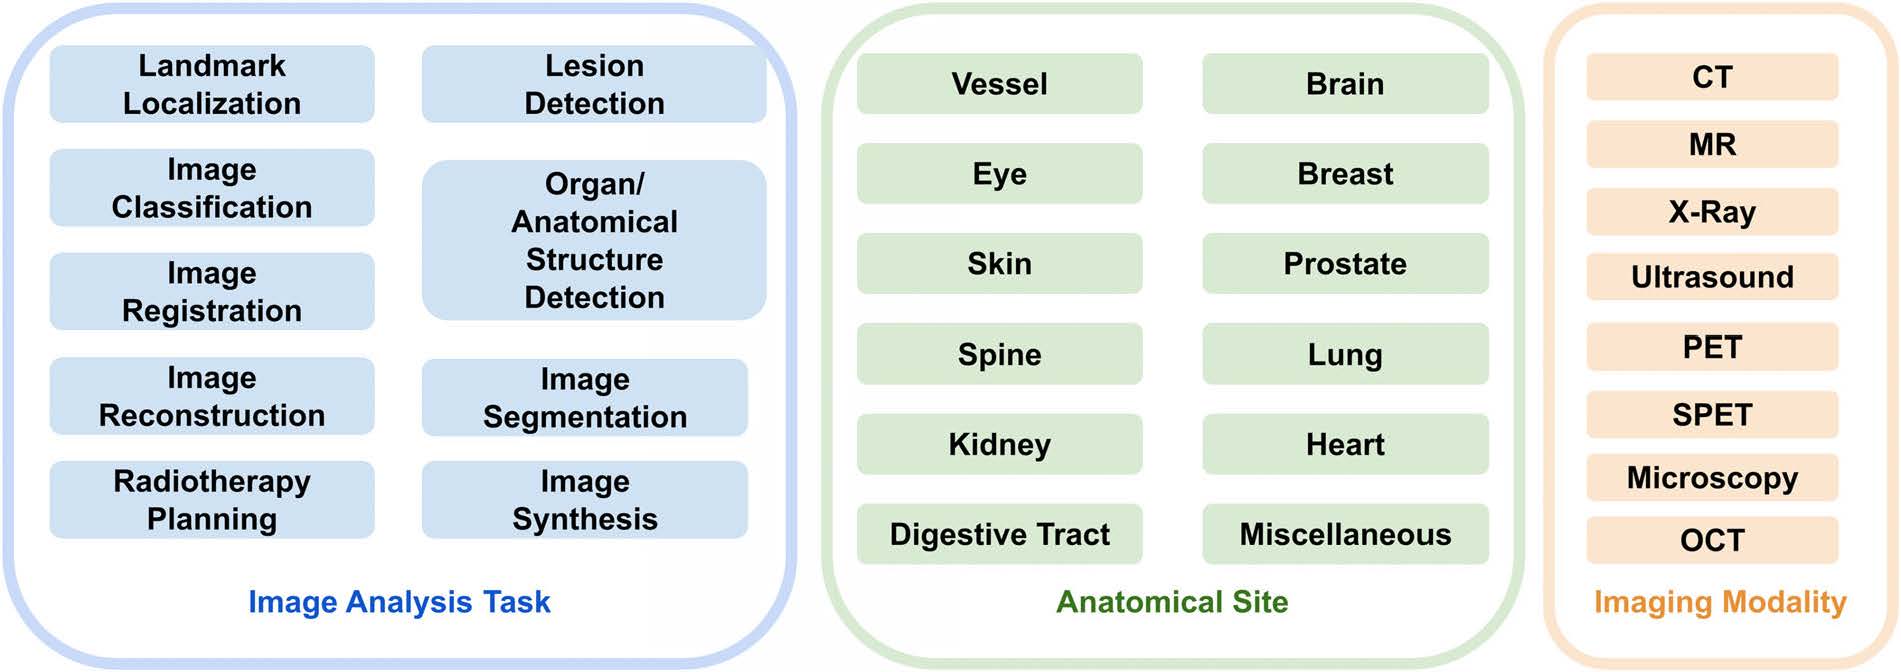 Landmark
Localization
Image
Classification
Image
Registration
Image
Reconstruction
Radiotherapy
Planning
Lesion
Detection
Organ/
Anatomical
Structure
Detection
Image
Segmentation
Image
Synthesis
Image Analysis Task
Vessel
Eye
Skin
Spine
Kidney
Digestive Tract
Brain
Breast
Prostate
Lung
Heart
Miscellaneous
Anatomical Site
CT
MR
X-Ray
Ultrasound
PET
SPET
Microscopy
OCT
Imaging Modality